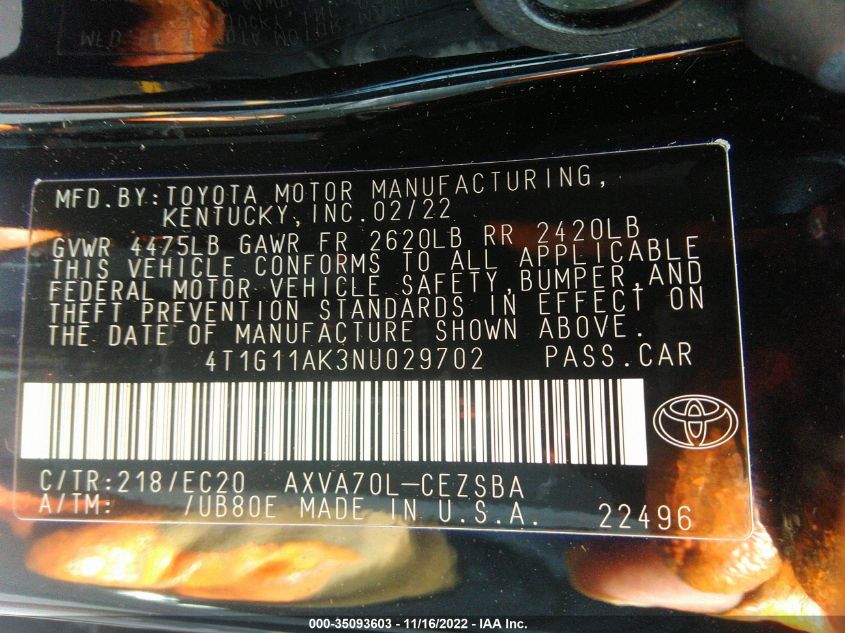 MFD.BY:TOYOTA MOTOR MANUFACTURING,
KENTUCKY,INC.02/22
GVWR 4475LB GAWR FR 2620LB RR 2420LB
THIS VEHICLE CONFORMS TO ALL APPLICABLE
FEDERAL MOTOR VEHICLE SAFETY,BUMPER,AND
THEFT PREVENTION STANDARDS IN EFFECT ON
THE DATE OF MANUFACTURE SHOWN ABOVE.
4T1G11AK3NU029702 PASS.CAR
C/TR:218/EC20 AXVA70L-CEZSBA
A/TM: /UB80E MADE IN U.S.A. 22496
000-35093603 - 11/16/2022 - IAA Inc.